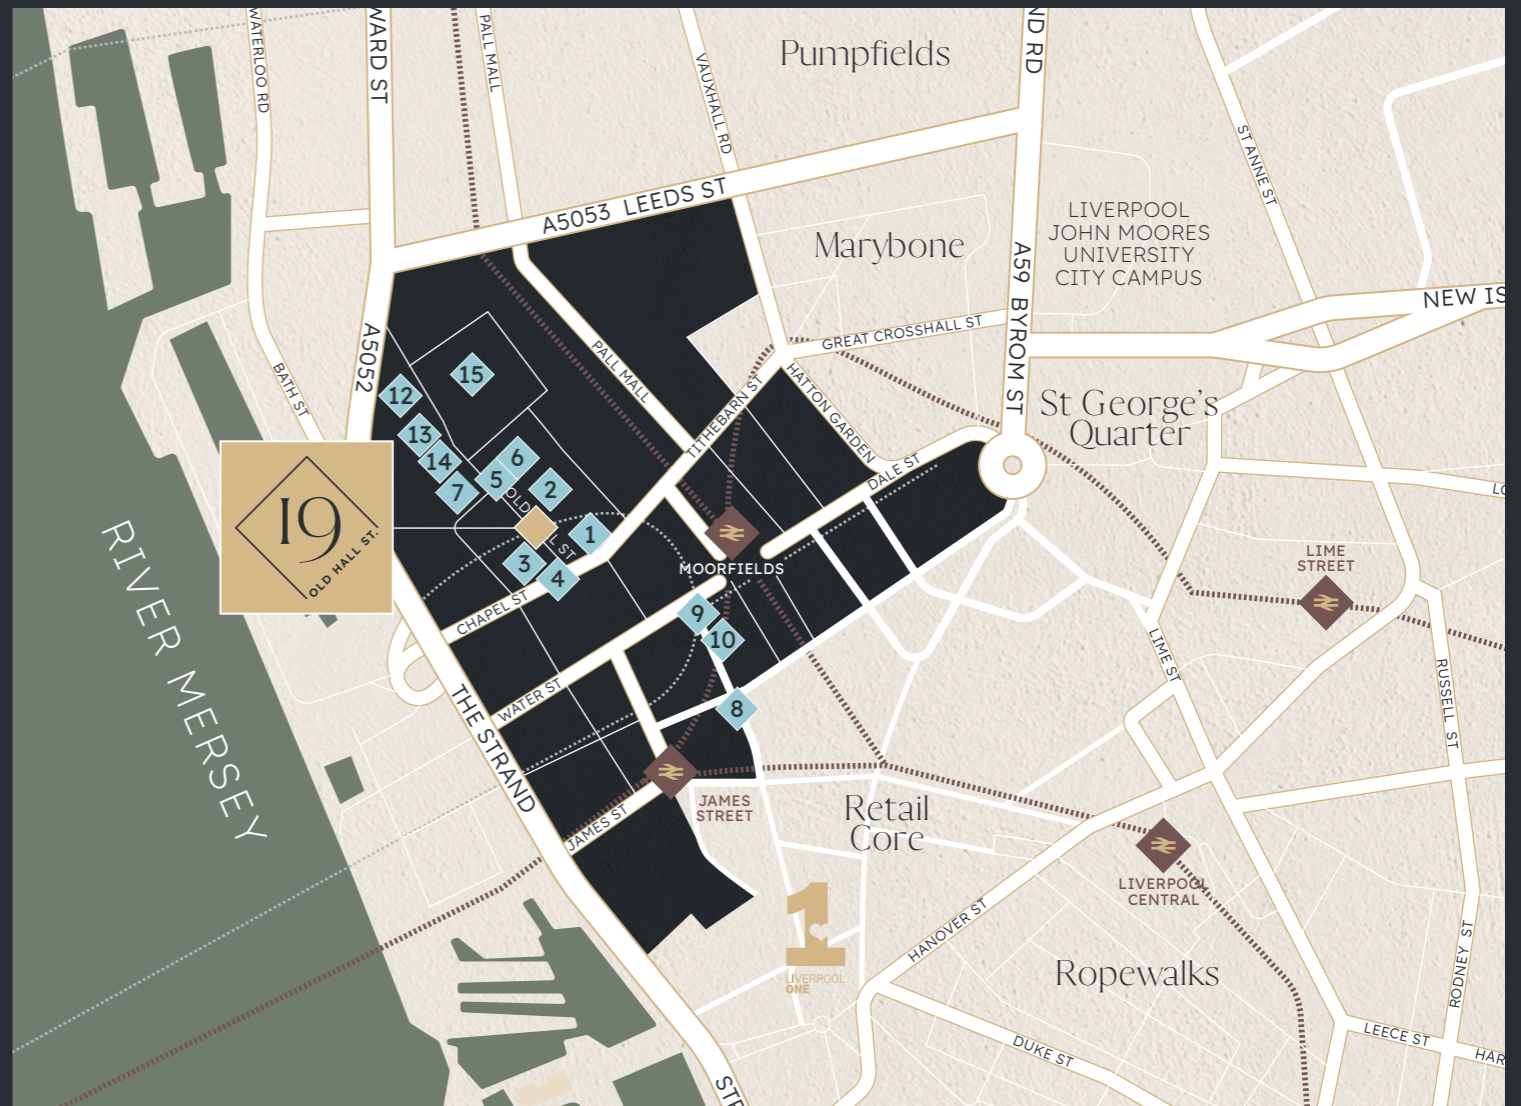 WATERLOO RD
WARD ST
PALL MALL
VAUXHALL RD
Pumpfields
ND RD
ST ANNE ST
A5053 LEEDS ST
Marybone
LIVERPOOL
JOHN MOORES
UNIVERSITY
CITY CAMPUS
A59 BYROM ST
NEW IS
GREAT CROSSHALL ST
A5052
BATH ST
PALL MALL
TITHEBARN ST
HATTON GARDEN
St George's
Quarter
DALE ST
15
12
13
14
7
6
5
2
1
3
4
OLD
L ST
19
OLD HALL ST.
LO
MOORFIELDS
LIME
STREET
CHAPEL ST
9
10
8
WATER ST
LIME ST
RUSSELL ST
RIVER MERSEY
THE STRAND
JAMES ST
JAMES
STREET
Retail
Core
LIVERPOOL
CENTRAL
1
LIVERPOOL
ONE
HANOVER ST
Ropewalks
RODNEY ST
DUKE ST
LEECE ST
HAR
STR